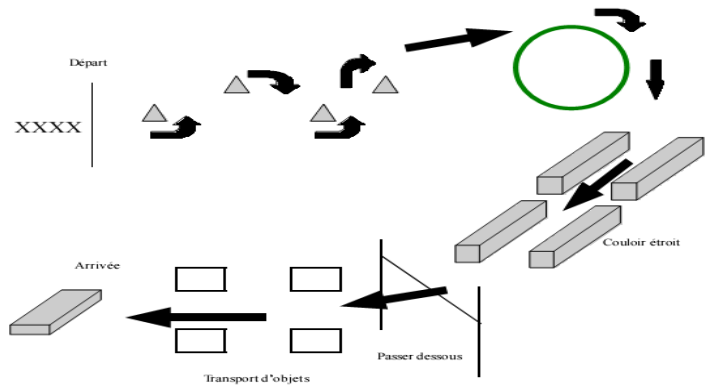 Départ
XXXX
Couloir étroit
Arrivée
Passer dessous
Transport d'objets